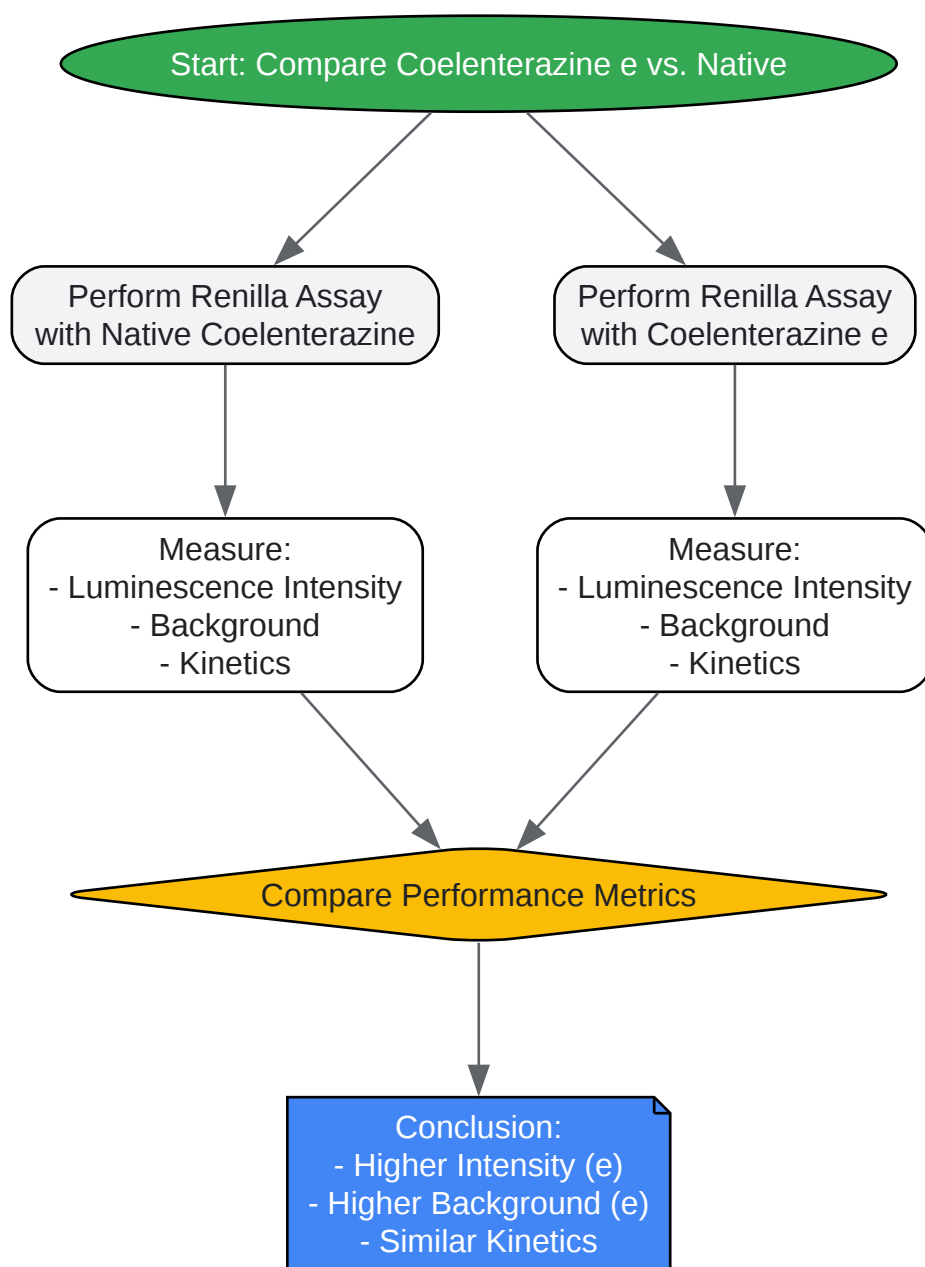 Start: Compare Coelenterazine e vs. Native
Perform Renilla Assay
with Native Coelenterazine
Perform Renilla Assay
with Coelenterazine e
Measure:
- Luminescence Intensity
- Background
- Kinetics
Measure:
- Luminescence Intensity
- Background
- Kinetics
Compare Performance Metrics
Conclusion:
- Higher Intensity (e)
- Higher Background (e)
- Similar Kinetics